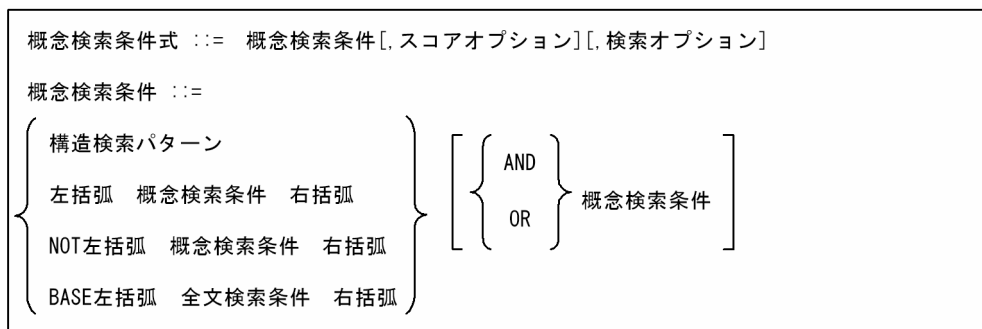 概念検索条件式 ::= 概念検索条件[,スコアオプション][,検索オプション]
概念検索条件 ::=
構造検索パターン
左括弧 概念検索条件 右括弧
NOT左括弧 概念検索条件 右括弧
BASE左括弧 全文検索条件 右括弧
AND
OR
概念検索条件